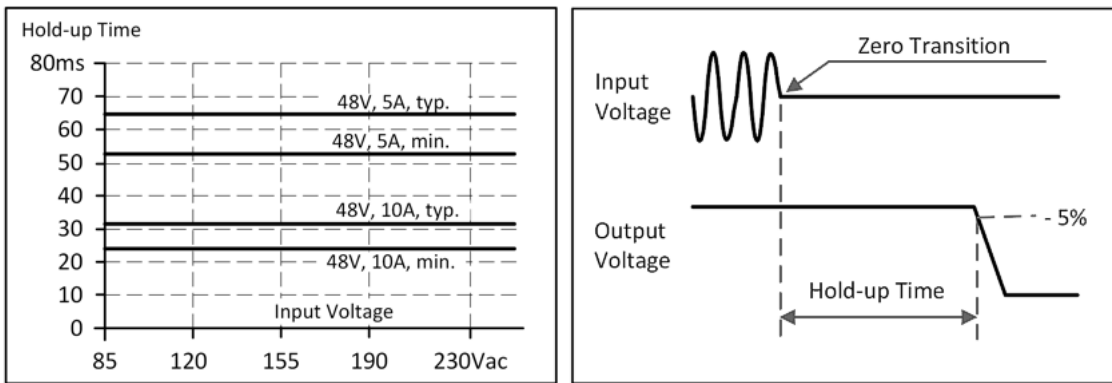 Hold-up Time
80ms
70
60
50
40
30
20
10
0
48V, 5A, typ.
48V, 5A, min.
48V, 10A, typ.
48V, 10A, min.
Input Voltage
85 120 155 190 230Vac
Zero Transition
Input
Voltage
Output
Voltage
- 5%
Hold-up Time